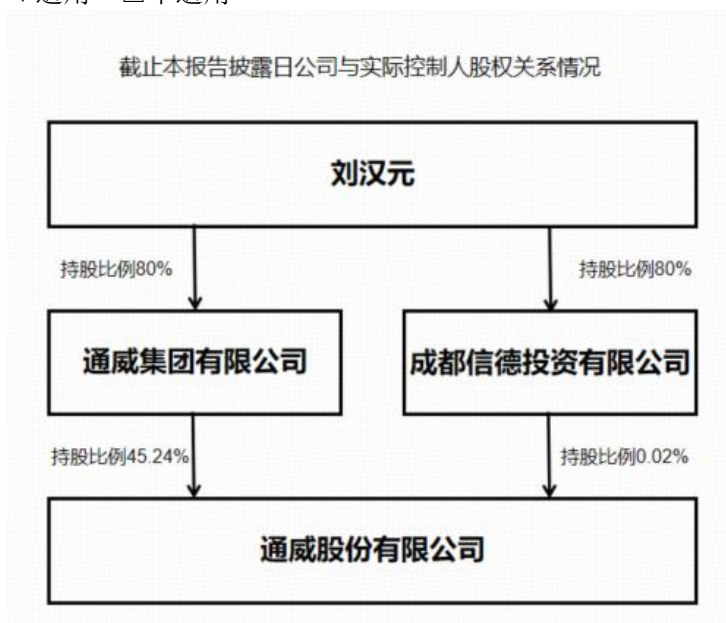 截止本报告披露日公司与实际控制人股权关系情况
刘汉元
持股比例80%
持股比例80%
通威集团有限公司
成都信德投资有限公司
持股比例45.24%
持股比例0.02%
通威股份有限公司